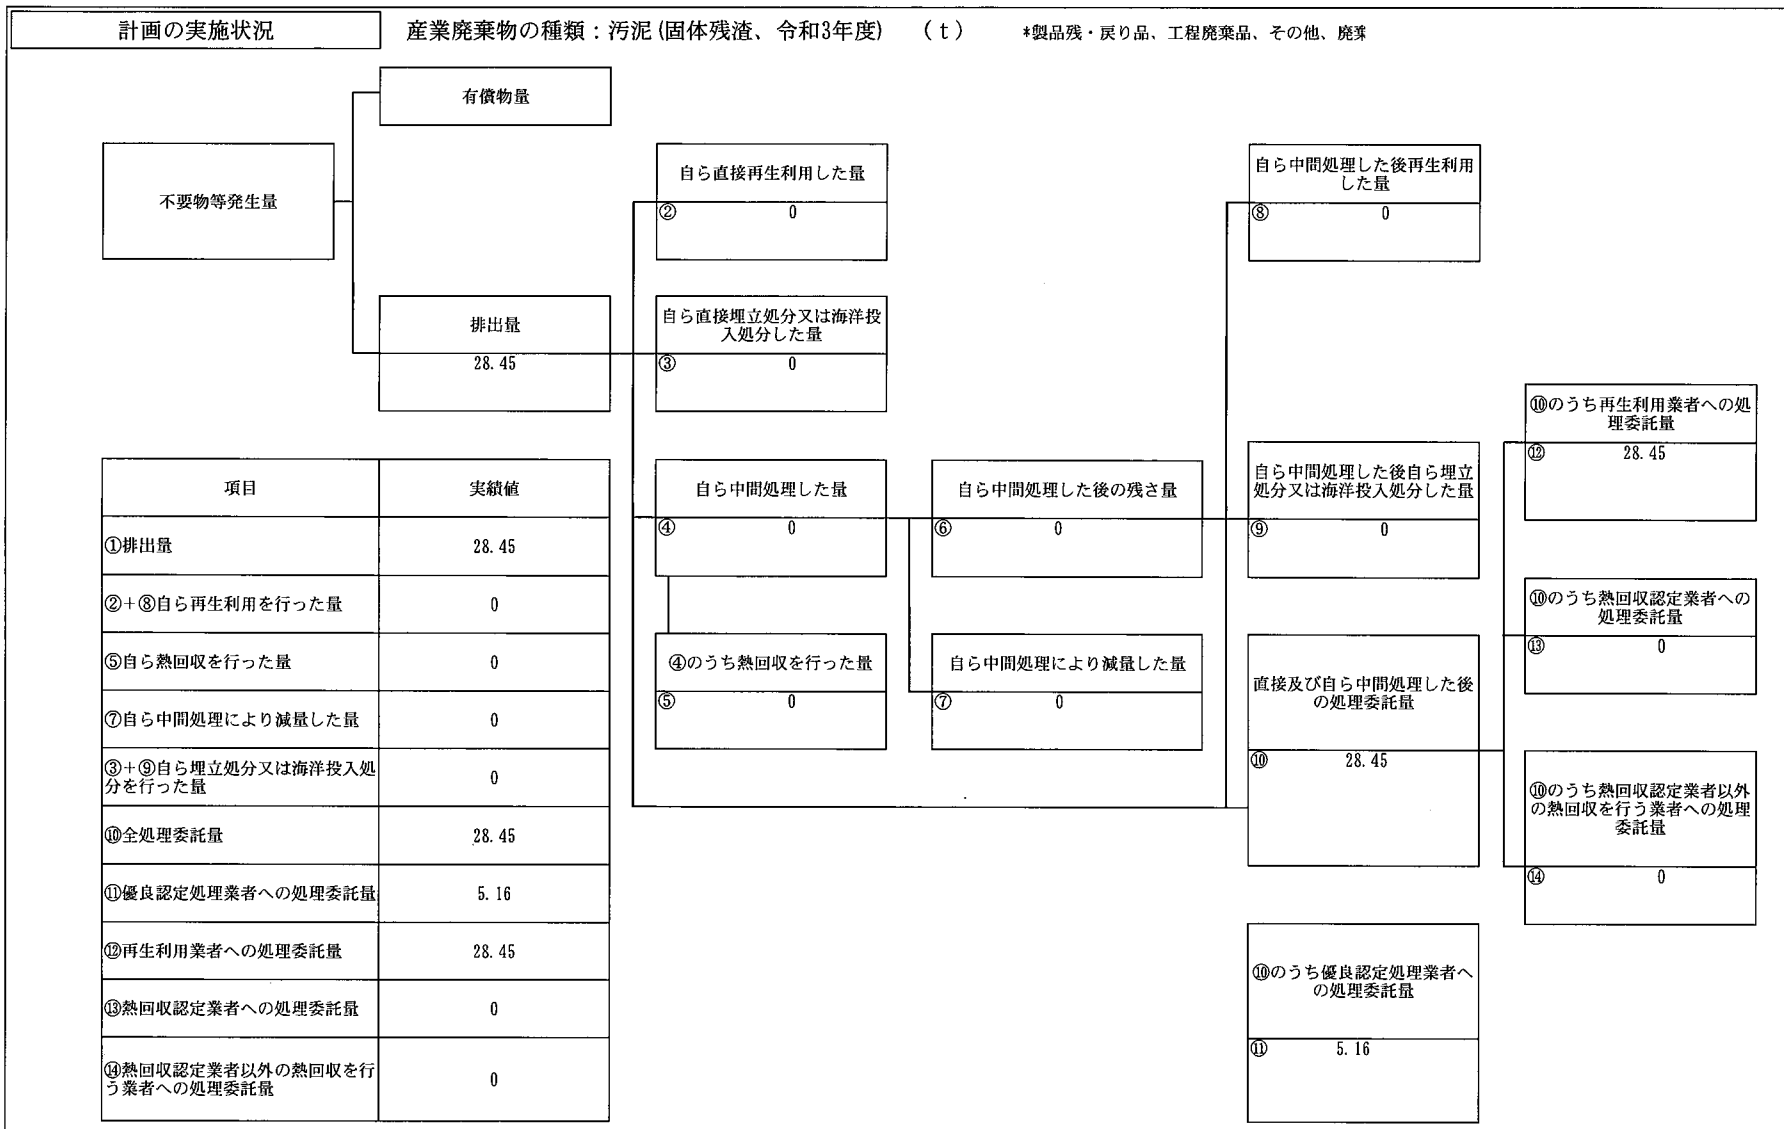 計画の実施状況
産業廃棄物の種類：汚泥(固体残渣、令和3年度)　（ｔ）　*製品残・戻り品、工程廃棄品、その他、廃棄
有償物量
不要物等発生量
自ら直接再生利用した量
② 0
自ら中間処理した後再生利用
した量
⑧ 0
排出量
28.45
自ら直接埋立処分又は海洋投
入処分した量
③ 0
⑩のうち再生利用業者への処
理委託量
⑫ 28.45
自ら中間処理した量
④ 0
自ら中間処理した後の残さ量
⑥ 0
自ら中間処理した後自ら埋立
処分又は海洋投入処分した量
⑨ 0
⑩のうち熱回収認定業者への
処理委託量
⑬ 0
④のうち熱回収を行った量
⑤ 0
自ら中間処理により減量した量
⑦ 0
直接及び自ら中間処理した後
の処理委託量
⑩ 28.45
⑩のうち熱回収認定業者以外
の熱回収を行う業者への処理
委託量
⑭ 0
⑩のうち優良認定処理業者へ
の処理委託量
⑪ 5.16
項目 実績値
①排出量 28.45
②+⑧自ら再生利用を行った量 0
⑤自ら熱回収を行った量 0
⑦自ら中間処理により減量した量 0
③+⑨自ら埋立処分又は海洋投入処
分を行った量 0
⑩全処理委託量 28.45
⑪優良認定処理業者への処理委託量 5.16
⑫再生利用業者への処理委託量 28.45
⑬熱回収認定業者への処理委託量 0
⑭熱回収認定業者以外の熱回収を行
う業者への処理委託量 0